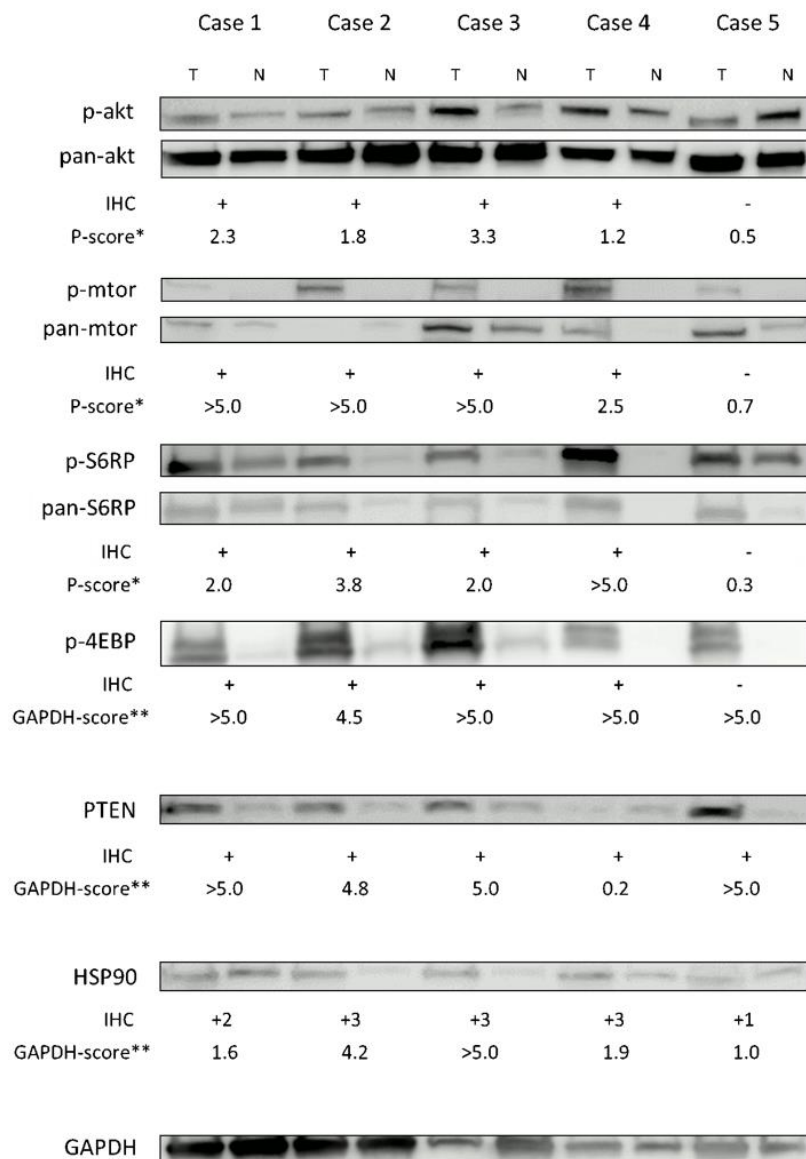 Case 1 Case 2 Case 3 Case 4 Case 5
T N T N T N T N T N
p-akt
pan-akt
IHC + + + + -
P-score* 2.3 1.8 3.3 1.2 0.5
p-mtor
pan-mtor
IHC + + + + -
P-score* >5.0 >5.0 >5.0 2.5 0.7
p-S6RP
pan-S6RP
IHC + + + + -
P-score* 2.0 3.8 2.0 >5.0 0.3
p-4EBP
IHC + + + + -
GAPDH-score** >5.0 4.5 >5.0 >5.0 >5.0
PTEN
IHC + + + + +
GAPDH-score** >5.0 4.8 5.0 0.2 >5.0
HSP90
IHC +2 +3 +3 +3 +1
GAPDH-score** 1.6 4.2 >5.0 1.9 1.0
GAPDH